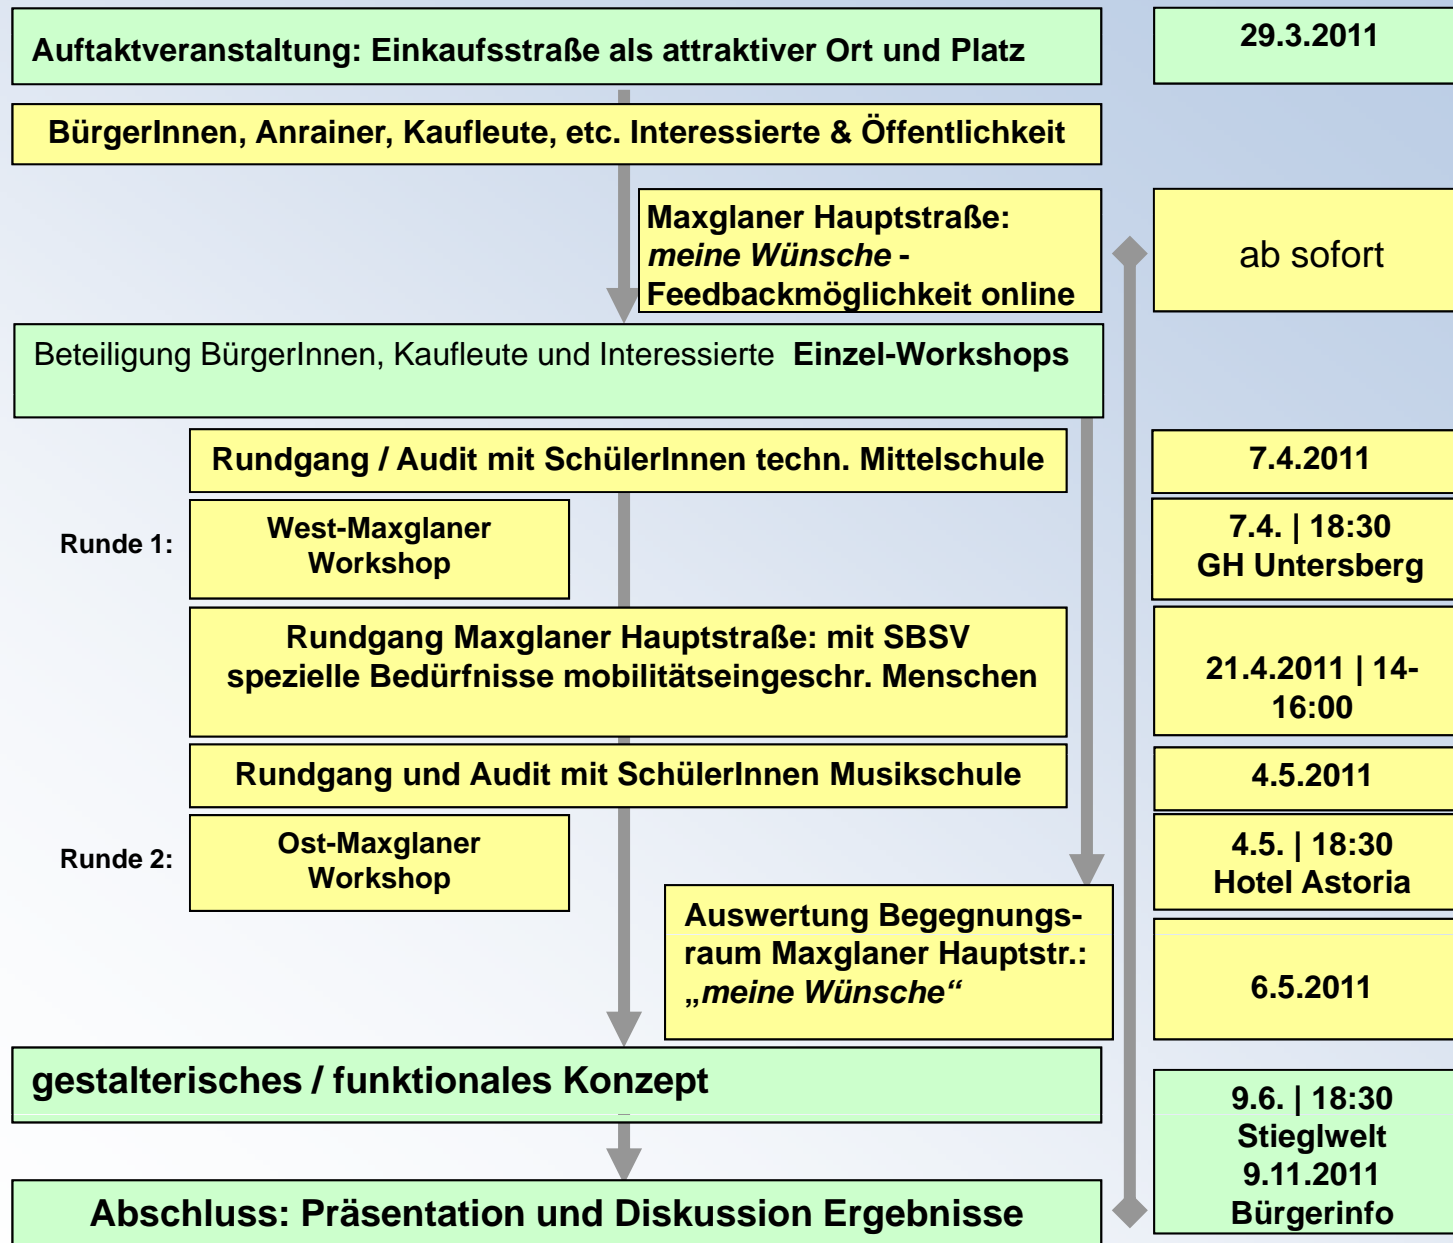 Auftaktveranstaltung: Einkaufsstraße als attraktiver Ort und Platz
29.3.2011
BürgerInnen, Anrainer, Kaufleute, etc. Interessierte & Öffentlichkeit
Maxglaner Hauptstraße:
meine Wünsche -
Feedbackmöglichkeit online
ab sofort
Beteiligung BürgerInnen, Kaufleute und Interessierte Einzel-Workshops
Rundgang / Audit mit SchülerInnen techn. Mittelschule
7.4.2011
Runde 1:
West-Maxglaner
Workshop
7.4. | 18:30
GH Untersberg
Rundgang Maxglaner Hauptstraße: mit SBSV
spezielle Bedürfnisse mobilitätseingeschr. Menschen
21.4.2011 | 14-
16:00
Rundgang und Audit mit SchülerInnen Musikschule
4.5.2011
Runde 2:
Ost-Maxglaner
Workshop
4.5. | 18:30
Hotel Astoria
Auswertung Begegnungs-
raum Maxglaner Hauptstr.:
„meine Wünsche“
6.5.2011
gestalterisches / funktionales Konzept
9.6. | 18:30
Stieglwelt
9.11.2011
Bürgerinfo
Abschluss: Präsentation und Diskussion Ergebnisse